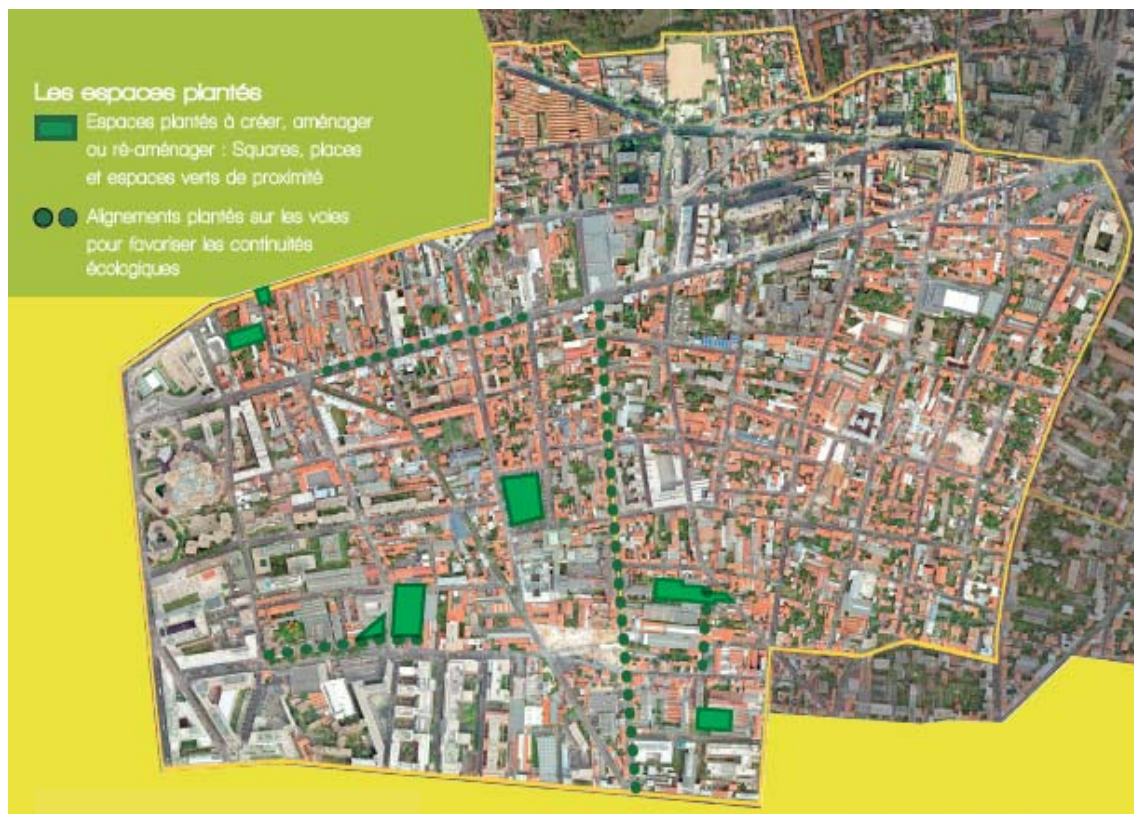 Les espaces plantés
Espaces plantés à créer, aménager
ou ré-aménager : Squares, places
et espaces verts de proximité
Alignements plantés sur les voies
pour favoriser les continuités
écologiques